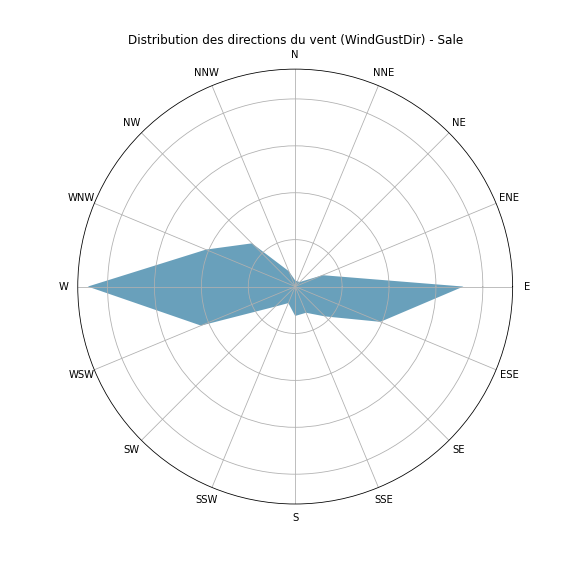 Distribution des directions du vent (WindGustDir) - Sale
N
NNW
NNE
NW
NE
WNW
ENE
W
E
WSW
ESE
SW
SE
SSW
SSE
S